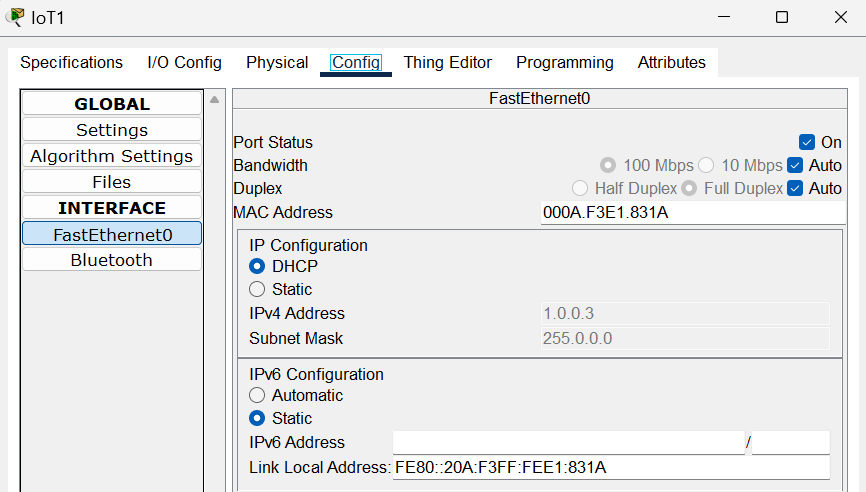 IoT1
Specifications I/O Config Physical Config Thing Editor Programming Attributes
GLOBAL
Settings
Algorithm Settings
Files
INTERFACE
FastEthernet0
Bluetooth
FastEthernet0
Port Status On
Bandwidth 100 Mbps 10 Mbps Auto
Duplex Half Duplex Full Duplex Auto
MAC Address 000A.F3E1.831A
IP Configuration
DHCP
Static
IPv4 Address 1.0.0.3
Subnet Mask 255.0.0.0
IPv6 Configuration
Automatic
Static
IPv6 Address /
Link Local Address: FE80::20A:F3FF:FEE1:831A